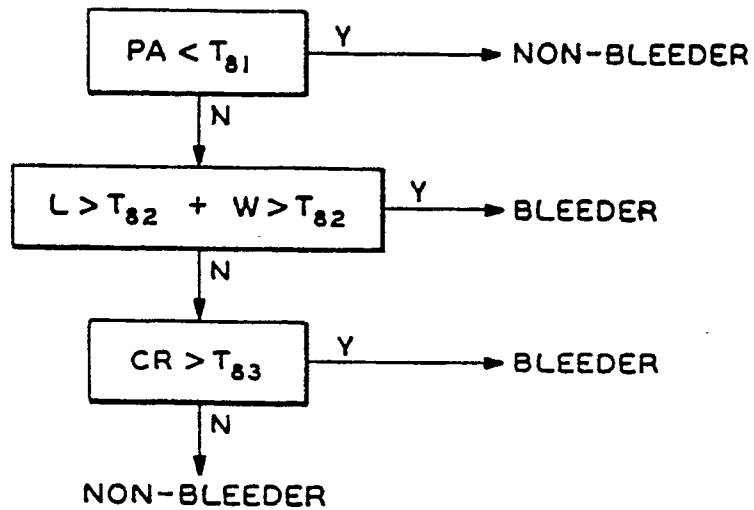 PA < T81 Y NON-BLEEDER
N
L > T82 + W > T82 Y BLEEDER
N
CR > T83 Y BLEEDER
N
NON-BLEEDER